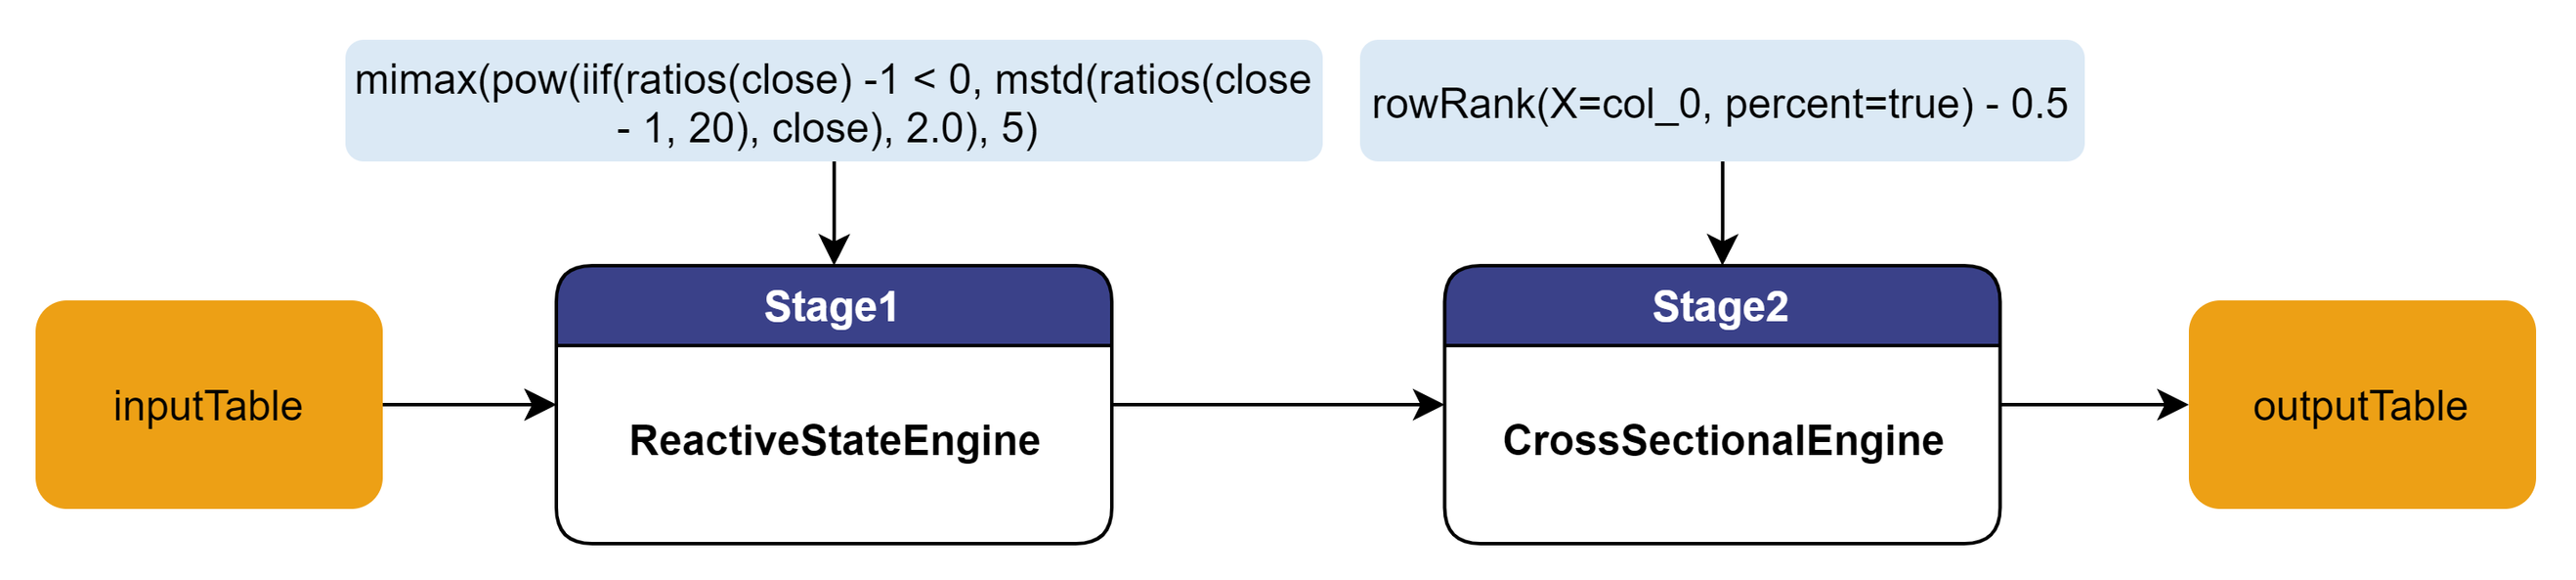 mimax(pow(iif(ratios(close) -1 < 0, mstd(ratios(close
- 1, 20), close), 2.0), 5)
rowRank(X=col_0, percent=true) - 0.5
Stage1
Stage2
inputTable
ReactiveStateEngine
CrossSectionalEngine
outputTable